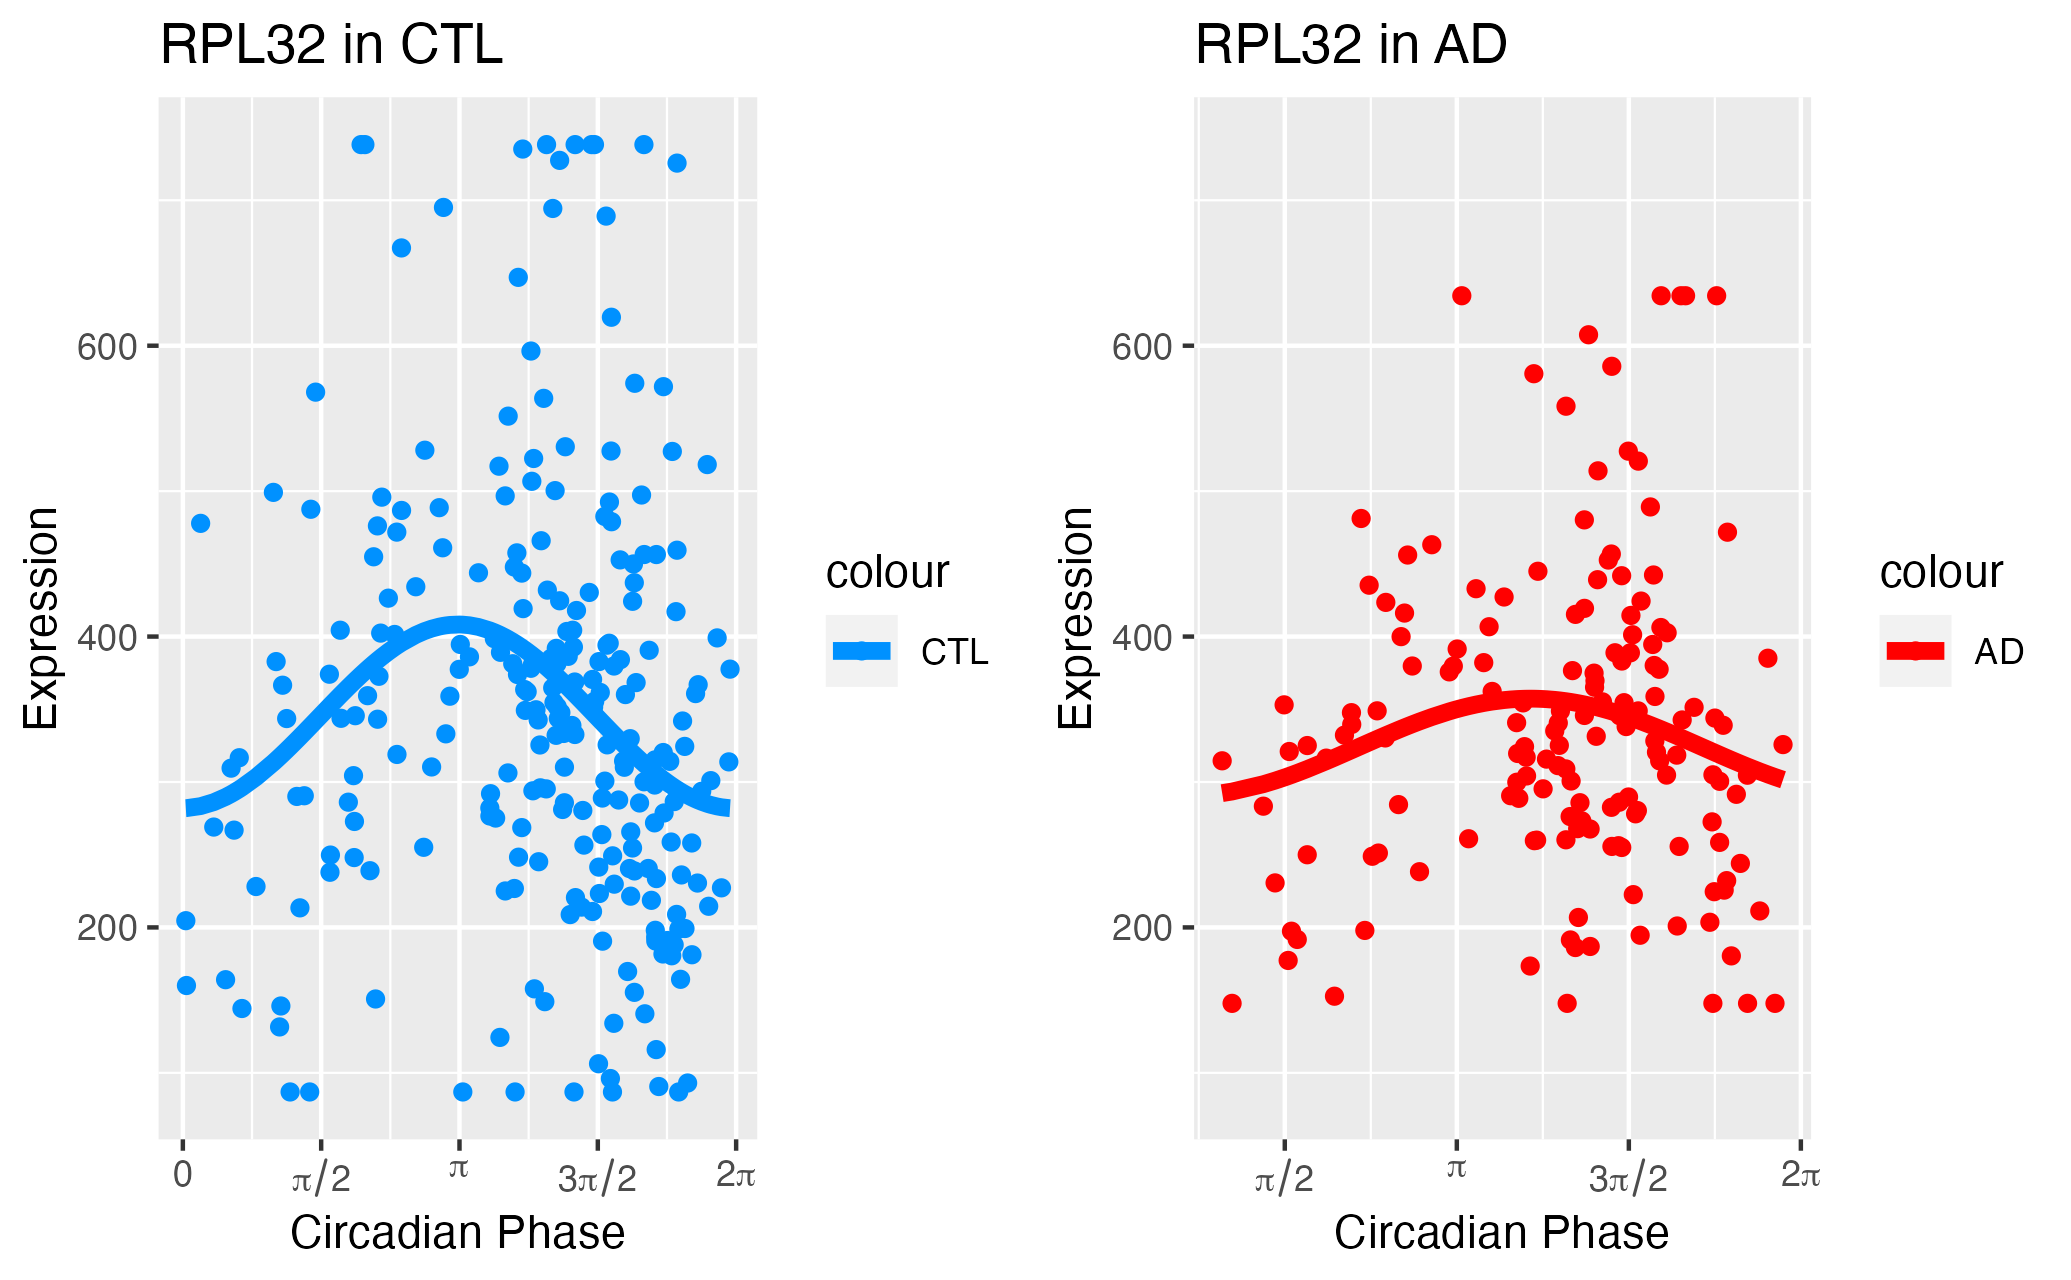 RPL32 in CTL
600
400
200
Expression
0
π/2
π
3π/2
2π
Circadian Phase
colour
CTL
RPL32 in AD
600
400
200
Expression
π/2
π
3π/2
2π
Circadian Phase
colour
AD